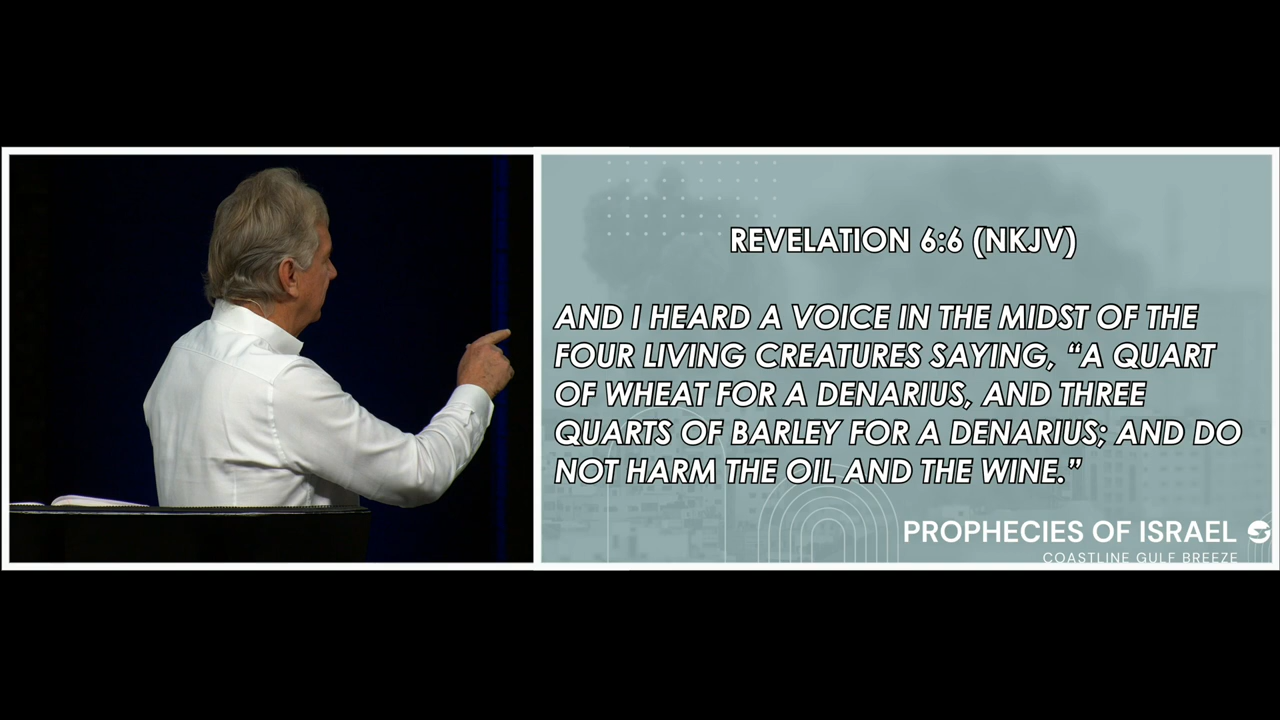 REVELATION 6:6 (NKJV)
AND I HEARD A VOICE IN THE MIDST OF THE
FOUR LIVING CREATURES SAYING, “A QUART
OF WHEAT FOR A DENARIUS, AND THREE
QUARTS OF BARLEY FOR A DENARIUS; AND DO
NOT HARM THE OIL AND THE WINE.”
PROPHECIES OF ISRAEL
COASTLINE GULF BREEZE